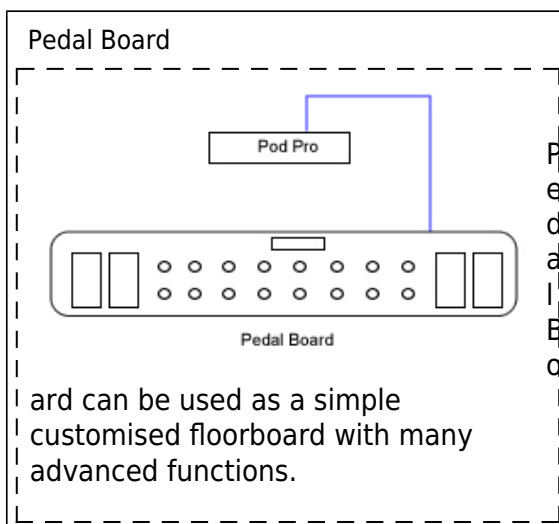 Pedal Board
Pod Pro
P
e
d
a
l
B
o
Pedal Board
ard can be used as a simple
customised floorboard with many
advanced functions.